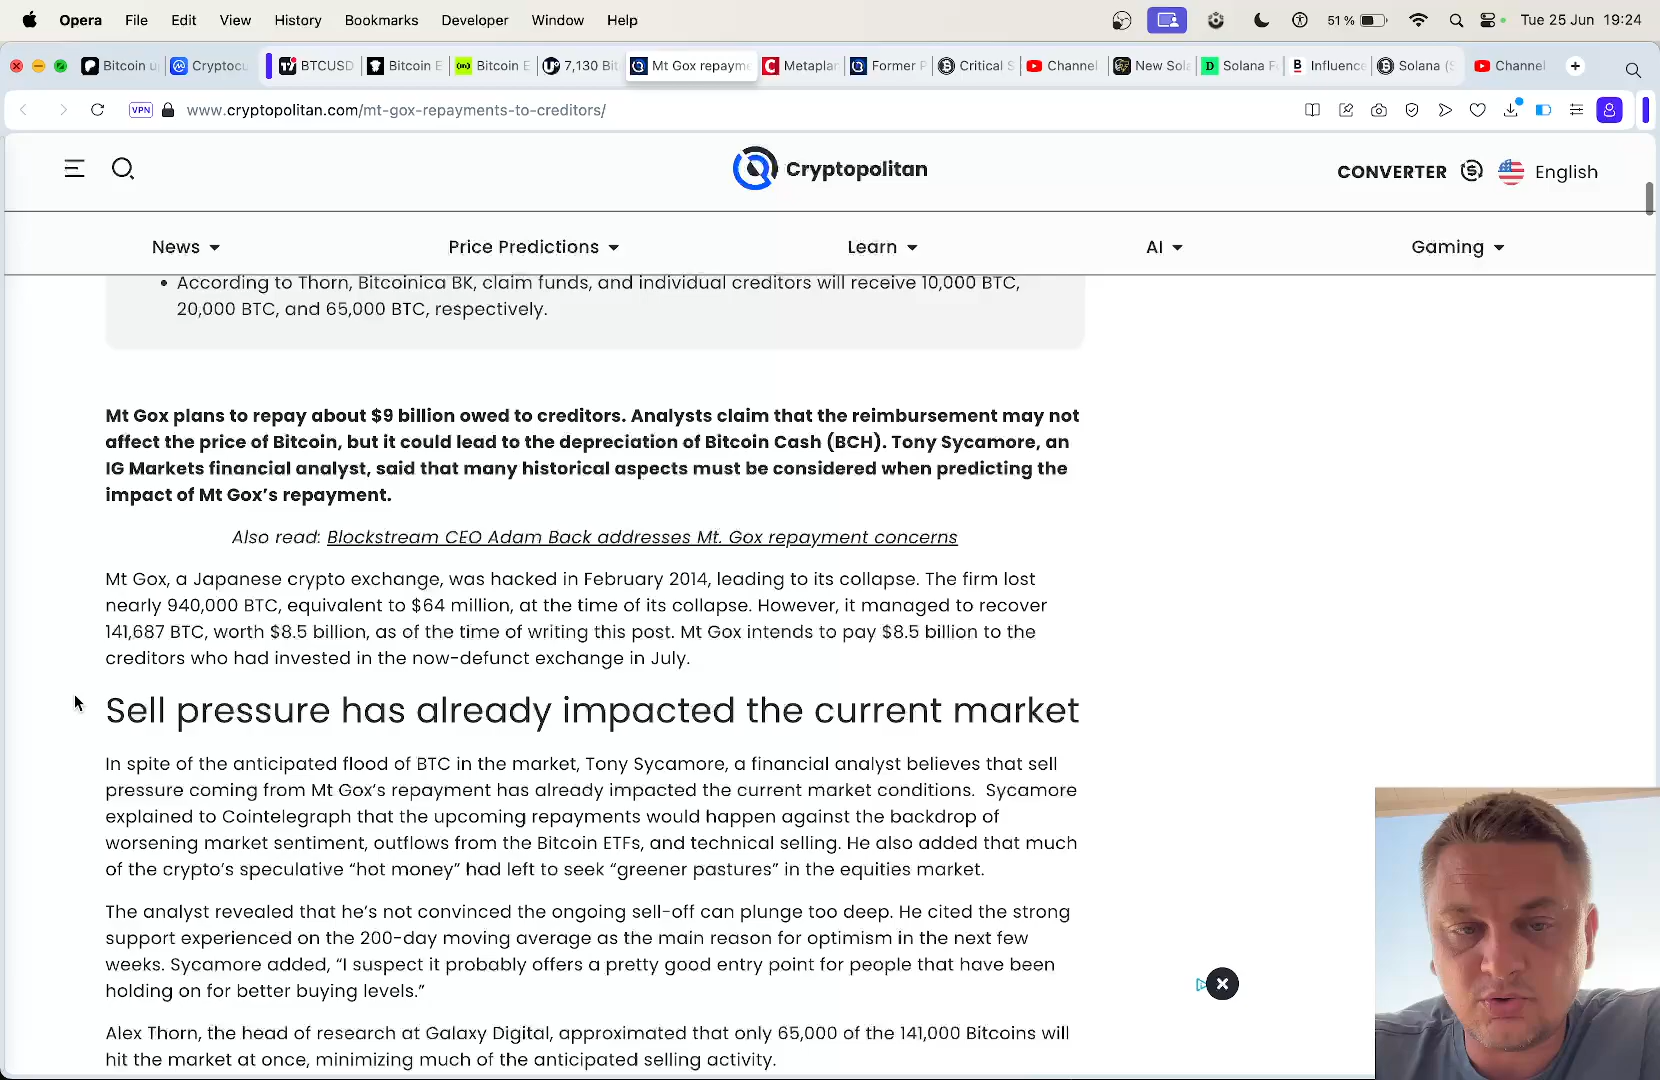 Opera File Edit View History Bookmarks Developer Window Help 51 % Tue 25 Jun 19:24
Bitcoin u Cryptocu BTCUSD Bitcoin E Bitcoin E 7,130 Bit Mt Gox repayme Metaplan Former P Critical S Channel New Sola Solana F Influence Solana (S Channel
VPN www.cryptopolitan.com/mt-gox-repayments-to-creditors/
Cryptopolitan
CONVERTER English
News Price Predictions Learn AI Gaming
• According to Thorn, Bitcoinica BK, claim funds, and individual creditors will receive 10,000 BTC,
20,000 BTC, and 65,000 BTC, respectively.
Mt Gox plans to repay about $9 billion owed to creditors. Analysts claim that the reimbursement may not
affect the price of Bitcoin, but it could lead to the depreciation of Bitcoin Cash (BCH). Tony Sycamore, an
IG Markets financial analyst, said that many historical aspects must be considered when predicting the
impact of Mt Gox’s repayment.
Also read: Blockstream CEO Adam Back addresses Mt. Gox repayment concerns
Mt Gox, a Japanese crypto exchange, was hacked in February 2014, leading to its collapse. The firm lost
nearly 940,000 BTC, equivalent to $64 million, at the time of its collapse. However, it managed to recover
141,687 BTC, worth $8.5 billion, as of the time of writing this post. Mt Gox intends to pay $8.5 billion to the
creditors who had invested in the now-defunct exchange in July.
Sell pressure has already impacted the current market
In spite of the anticipated flood of BTC in the market, Tony Sycamore, a financial analyst believes that sell
pressure coming from Mt Gox’s repayment has already impacted the current market conditions. Sycamore
explained to Cointelegraph that the upcoming repayments would happen against the backdrop of
worsening market sentiment, outflows from the Bitcoin ETFs, and technical selling. He also added that much
of the crypto’s speculative “hot money” had left to seek “greener pastures” in the equities market.
The analyst revealed that he’s not convinced the ongoing sell-off can plunge too deep. He cited the strong
support experienced on the 200-day moving average as the main reason for optimism in the next few
weeks. Sycamore added, “I suspect it probably offers a pretty good entry point for people that have been
holding on for better buying levels.”
Alex Thorn, the head of research at Galaxy Digital, approximated that only 65,000 of the 141,000 Bitcoins will
hit the market at once, minimizing much of the anticipated selling activity.